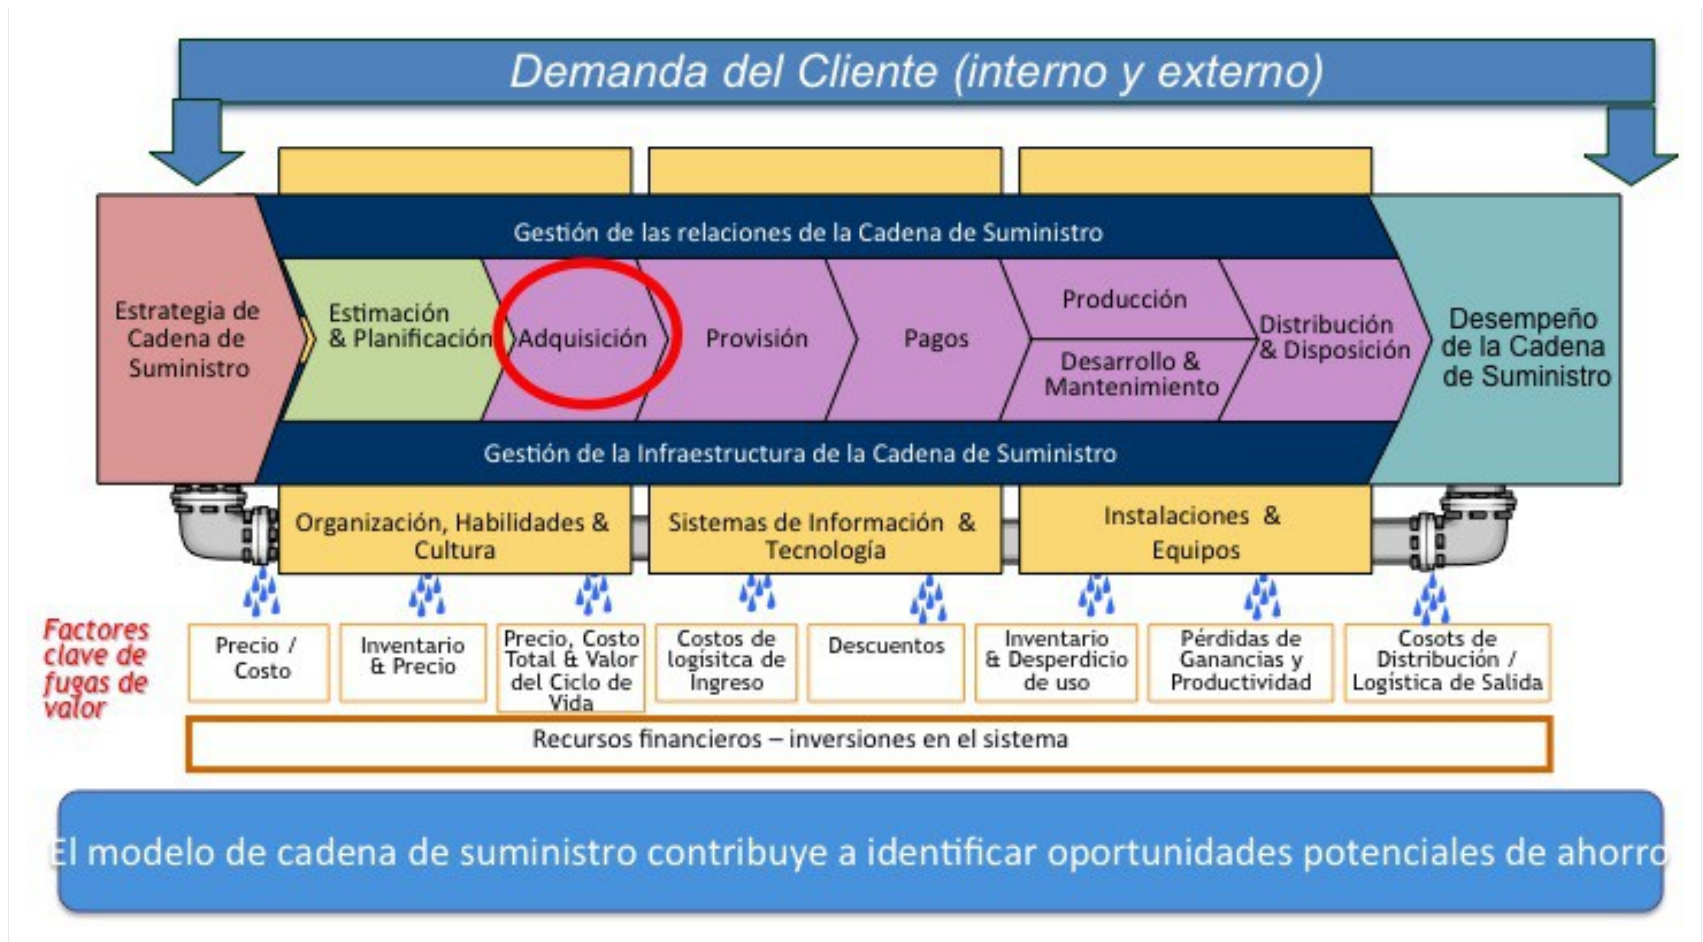 Demanda del Cliente (interno y externo)
Gestión de las relaciones de la Cadena de Suministro
Estrategia de
Cadena de
Suministro
Estimación
& Planificación
Adquisición
Provisión
Pagos
Producción
Desarrollo &
Mantenimiento
Distribución
& Disposición
Desempeño
de la Cadena
de Suministro
Gestión de la Infraestructura de la Cadena de Suministro
Organización, Habilidades &
Cultura
Sistemas de Información &
Tecnología
Instalaciones &
Equipos
Factores
clave de
fugas de
valor
Precio /
Costo
Inventario
& Precio
Precio, Costo
Total & Valor
del Ciclo de
Vida
Costos de
logísitca de
Ingreso
Descuentos
Inventario
& Desperdicio
de uso
Pérdidas de
Ganancias y
Productividad
Cosots de
Distribución /
Logística de Salida
Recursos financieros – inversiones en el sistema
El modelo de cadena de suministro contribuye a identificar oportunidades potenciales de ahorro